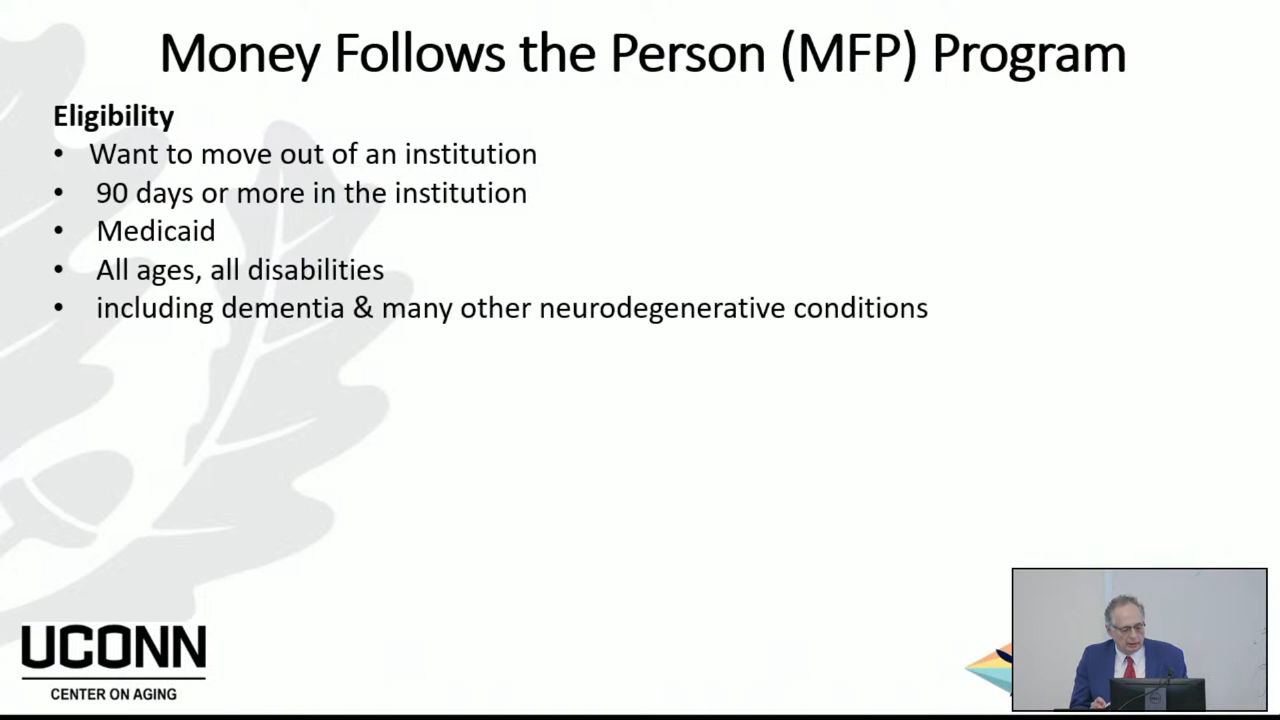 Money Follows the Person (MFP) Program
Eligibility
• Want to move out of an institution
• 90 days or more in the institution
• Medicaid
• All ages, all disabilities
• including dementia & many other neurodegenerative conditions
UCONN
CENTER ON AGING